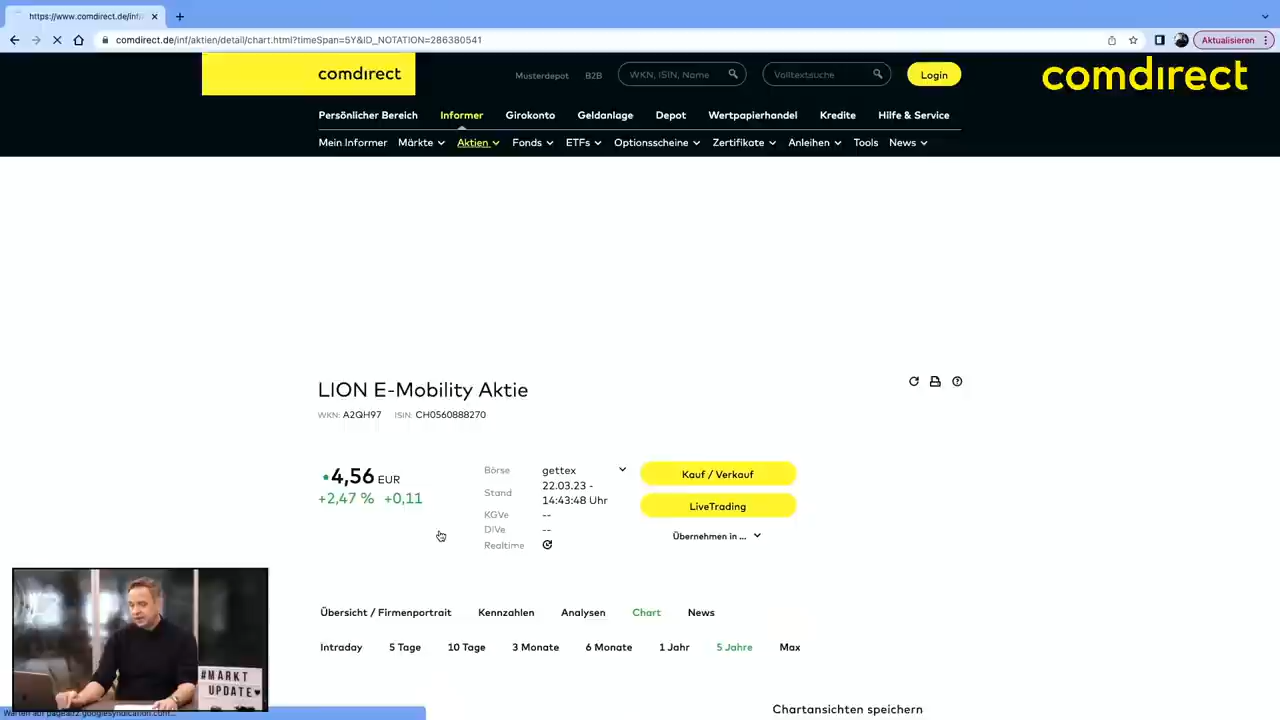 https://www.comdirect.de/inf/
comdirect.de/inf/aktien/detail/chart.html?timeSpan=5Y&ID_NOTATION=286380541
Aktualisieren
comdirect
Musterdepot B2B WKN, ISIN, Name Volltextsuche Login
comdirect
Persönlicher Bereich Informer Girokonto Geldanlage Depot Wertpapierhandel Kredite Hilfe & Service
Mein Informer Märkte Aktien Fonds ETFs Optionsscheine Zertifikate Anleihen Tools News
LION E-Mobility Aktie
WKN: A2QH97 ISIN: CH0560888270
4,56 EUR
+2,47 % +0,11
Börse gettex
Stand 22.03.23 -
14:43:48 Uhr
KGVe --
DIVe --
Realtime
Kauf / Verkauf
LiveTrading
Übernehmen in ...
Übersicht / Firmenportrait Kennzahlen Analysen Chart News
Intraday 5 Tage 10 Tage 3 Monate 6 Monate 1 Jahr 5 Jahre Max
#MARKT
UPDATE
Chartansichten speichern
Warten auf pagead2.googlesyndication.com...